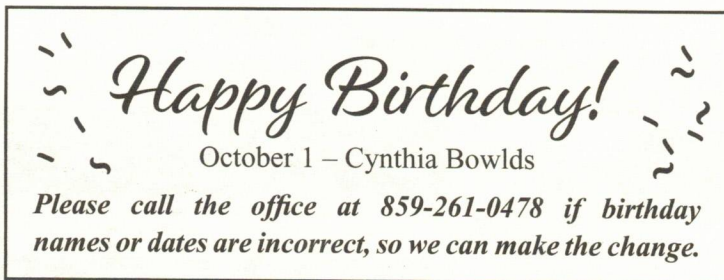 Happy Birthday!
October 1 – Cynthia Bowlds
Please call the office at 859-261-0478 if birthday
names or dates are incorrect, so we can make the change.